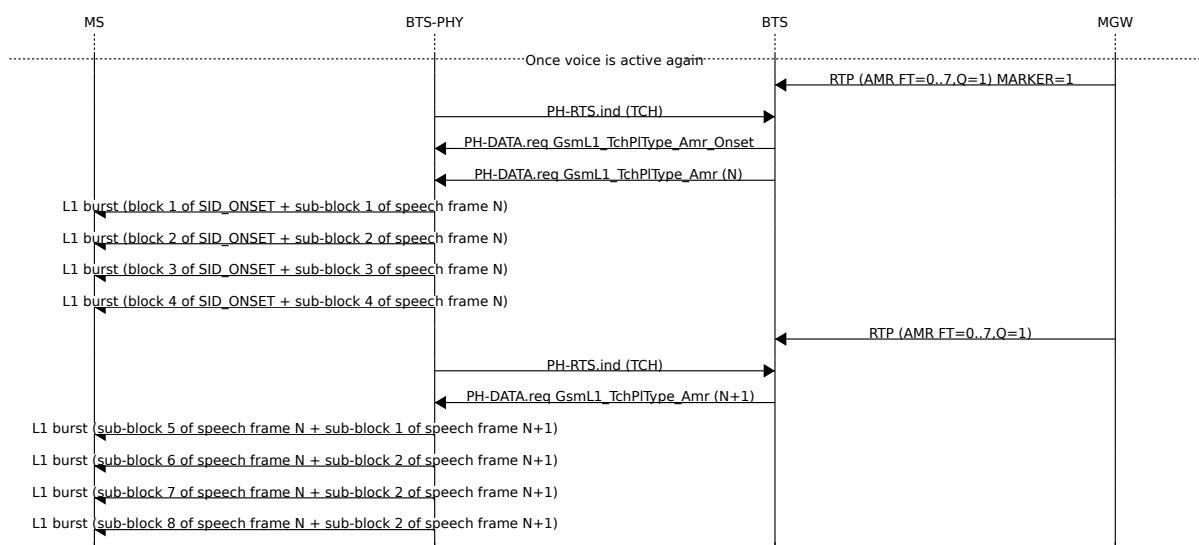 MS BTS-PHY BTS MGW
Once voice is active again
RTP (AMR FT=0..7,Q=1) MARKER=1
PH-RTS.ind (TCH)
PH-DATA.req GsmL1_TchPlType_Amr_Onset
PH-DATA.req GsmL1_TchPlType_Amr (N)
L1 burst (block 1 of SID_ONSET + sub-block 1 of speech frame N)
L1 burst (block 2 of SID_ONSET + sub-block 2 of speech frame N)
L1 burst (block 3 of SID_ONSET + sub-block 3 of speech frame N)
L1 burst (block 4 of SID_ONSET + sub-block 4 of speech frame N)
RTP (AMR FT=0..7,Q=1)
PH-RTS.ind (TCH)
PH-DATA.req GsmL1_TchPlType_Amr (N+1)
L1 burst (sub-block 5 of speech frame N + sub-block 1 of speech frame N+1)
L1 burst (sub-block 6 of speech frame N + sub-block 2 of speech frame N+1)
L1 burst (sub-block 7 of speech frame N + sub-block 2 of speech frame N+1)
L1 burst (sub-block 8 of speech frame N + sub-block 2 of speech frame N+1)